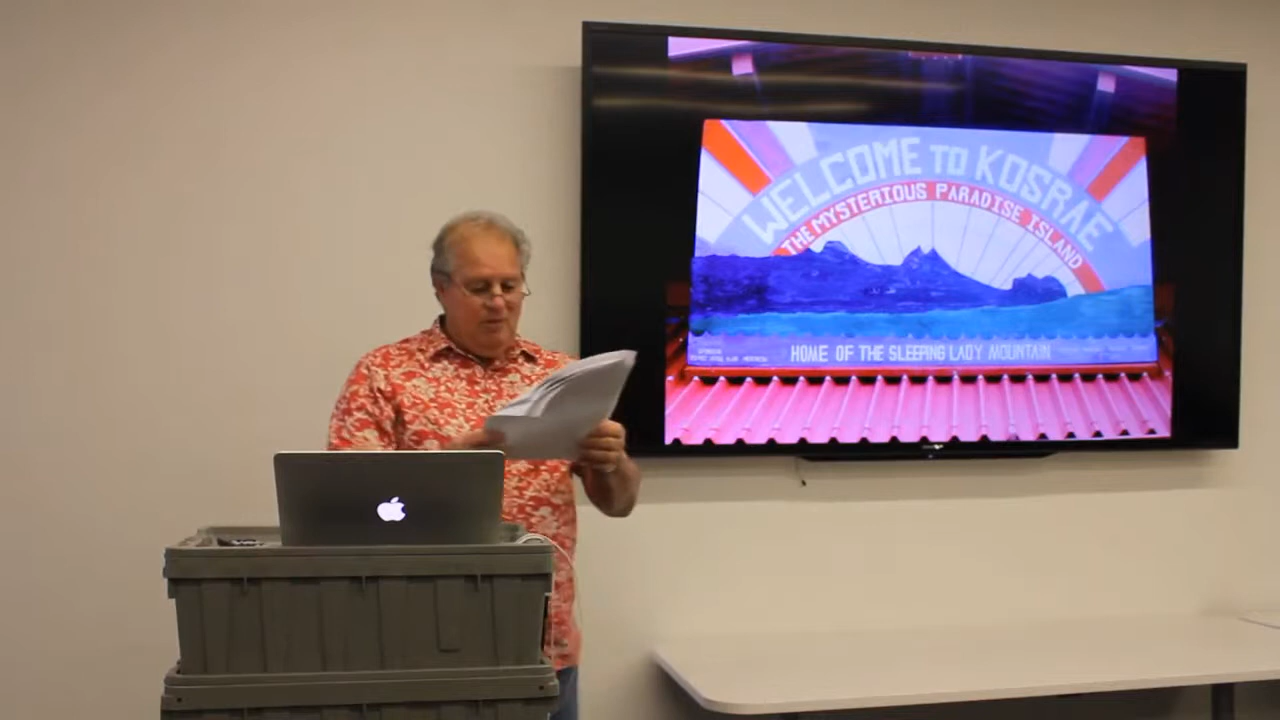 WELCOME TO KOSRAE
THE MYSTERIOUS PARADISE ISLAND
HOME OF THE SLEEPING LADY MOUNTAIN